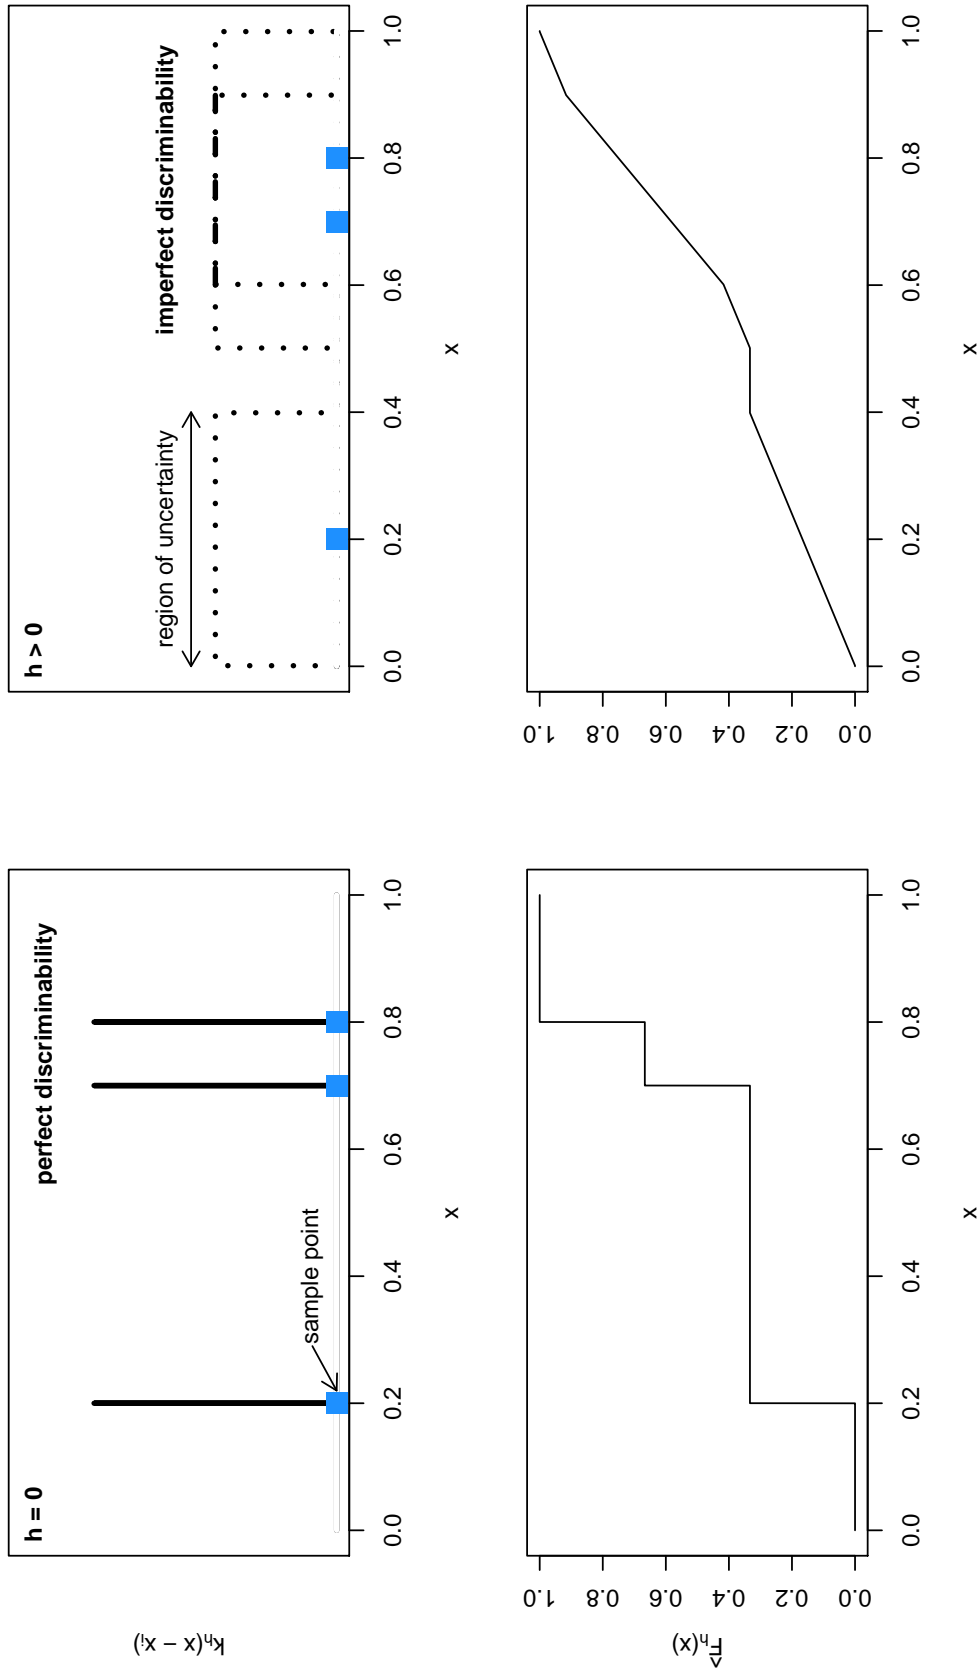 h = 0
perfect discriminability
sample point
k_h(x − x_i)
0.0 0.2 0.4 0.6 0.8 1.0
x
h > 0
imperfect discriminability
region of uncertainty
0.0 0.2 0.4 0.6 0.8 1.0
x
F̂_h(x)
1.0
0.8
0.6
0.4
0.2
0.0
0.0 0.2 0.4 0.6 0.8 1.0
x
1.0
0.8
0.6
0.4
0.2
0.0
0.0 0.2 0.4 0.6 0.8 1.0
x